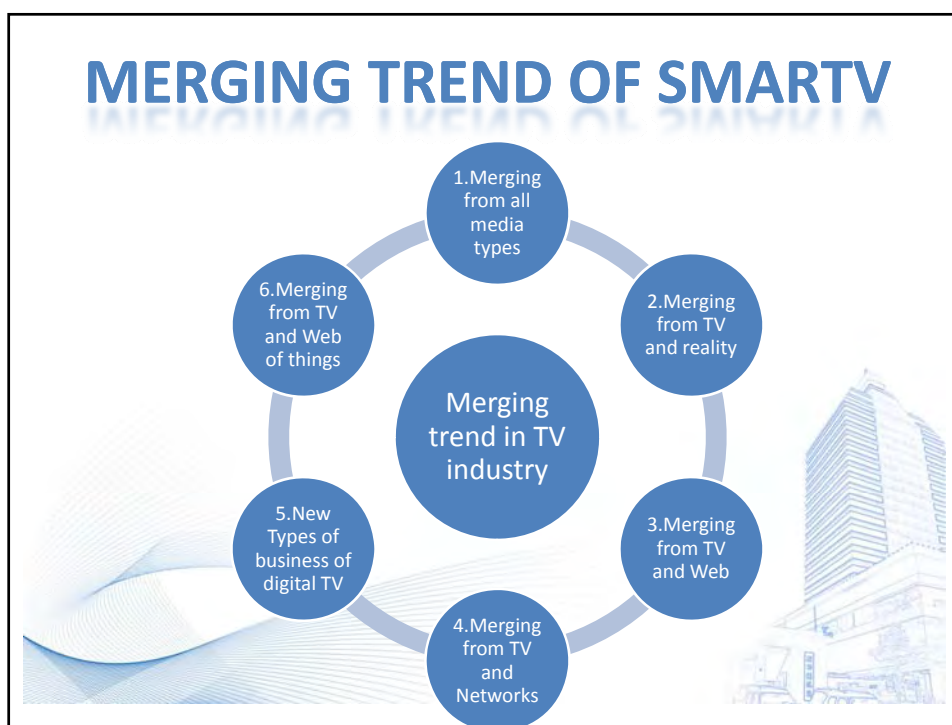 MERGING TREND OF SMARTV
1.Merging
from all
media
types
2.Merging
from TV
and reality
3.Merging
from TV
and Web
4.Merging
from TV
and
Networks
5.New
Types of
business of
digital TV
6.Merging
from TV
and Web
of things
Merging
trend in TV
industry